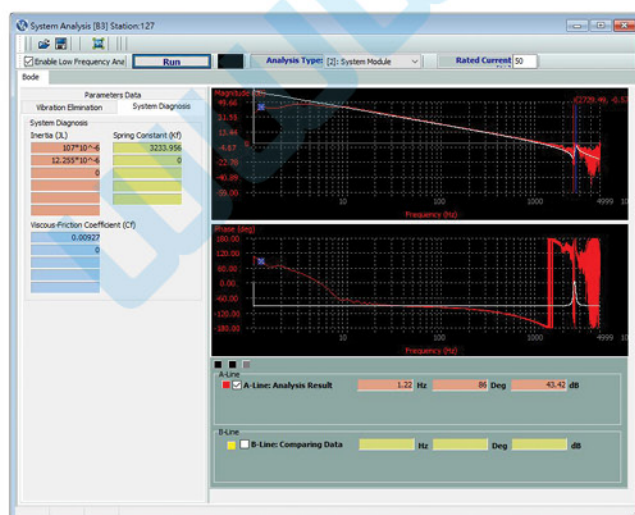 System Analysis [B3] Station:127
Enable Low Frequency Ana
Run
Analysis Type: [2]: System Module
Rated Current 50
Bode
Parameters Data
Vibration Elimination
System Diagnosis
System Diagnosis
Inertia (JL)
Spring Constant (Kf)
107*10^-6
3233.956
12.255*10^-6
0
0
Viscous-Friction Coefficient (Cf)
0.00927
0
Magnitude
49.66
31.55
13.44
-4.67
-22.78
-40.89
-59.00
10
100
1000
4999
Frequency (Hz)
Phase (deg)
180.00
120.00
60.00
0.00
-60.00
-120.00
-180.00
10
100
1000
4999
Frequency (Hz)
A-Line
A-Line: Analysis Result
1.22 Hz
86 Deg
43.42 dB
B-Line
B-Line: Comparing Data
Hz
Deg
dB